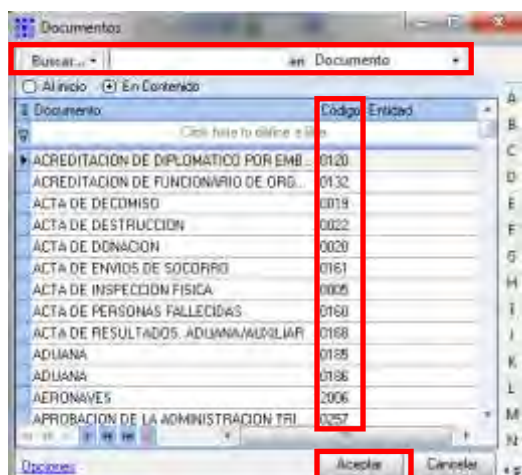 Documentos
Buscar... en Documento
Al inicio En Contenido
Documento Código Entidad
Click here to define a filter
ACREDITACION DE DIPLOMATICO POR EMB... 0120
ACREDITACION DE FUNCIONARIO DE ORG... 0132
ACTA DE DECOMISO 0019
ACTA DE DESTRUCCION 0022
ACTA DE DONACION 0020
ACTA DE ENVIOS DE SOCORRO 0161
ACTA DE INSPECCION FISICA 0005
ACTA DE PERSONAS FALLECIDAS 0160
ACTA DE RESULTADOS. ADUANA/AUXILIAR 0168
ADUANA 0185
ADUANA 0186
AERONAVES 2006
APROBACION DE LA ADMINISTRACION TRI... 0257
Opciones Aceptar Cancelar
A
B
C
D
E
F
G
H
I
J
K
L
M
N